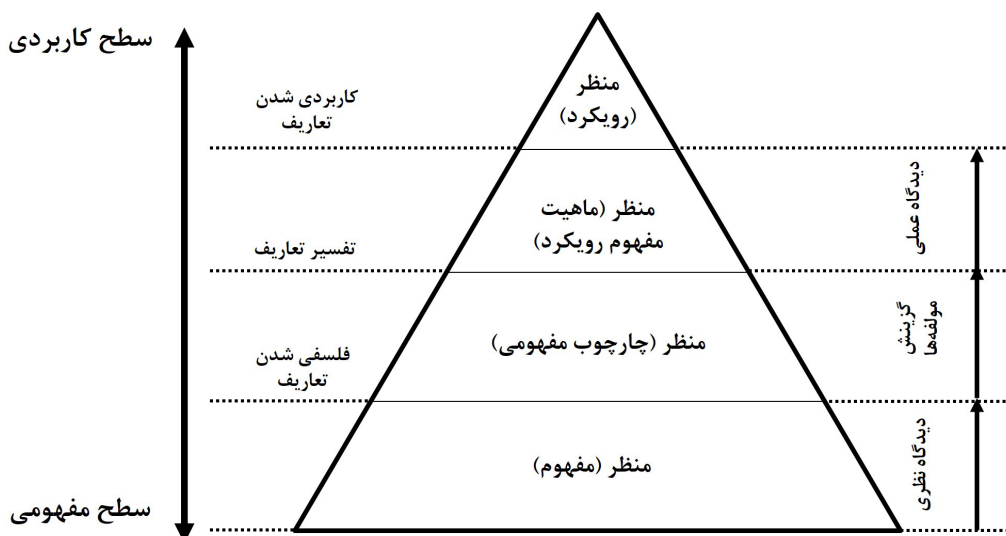 سطح کاربردی
کاربردی شدن
تعاریف
منظر
(رویکرد)
دیدگاه عملی
منظر (ماهیت
مفهوم رویکرد)
تفسیر تعاریف
گزینش
مولفه‌ها
منظر (چارچوب مفهومی)
فلسفی شدن
تعاریف
دیدگاه نظری
منظر (مفهوم)
سطح مفهومی